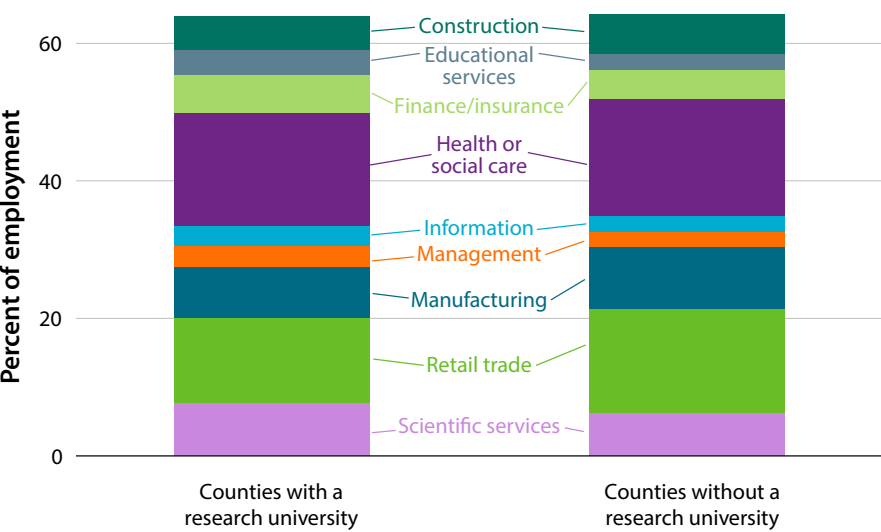 Percent of employment
60
40
20
0
Construction
Educational
services
Finance/insurance
Health or
social care
Information
Management
Manufacturing
Retail trade
Scientific services
Counties with a
research university
Counties without a
research university